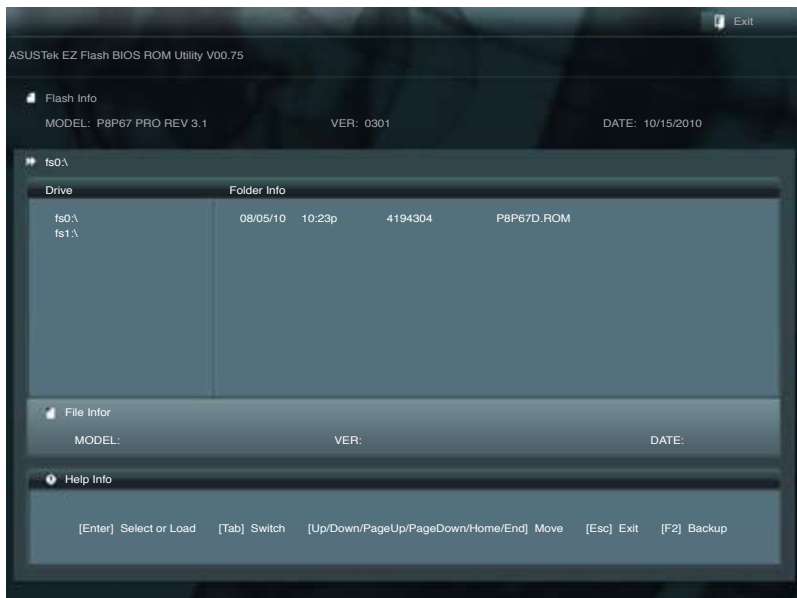 Exit
ASUSTek EZ Flash BIOS ROM Utility V00.75
Flash Info
MODEL: P8P67 PRO REV 3.1 VER: 0301 DATE: 10/15/2010
fs0:\
Drive Folder Info
fs0:\ 08/05/10 10:23p 4194304 P8P67D.ROM
fs1:\
File Infor
MODEL: VER: DATE:
Help Info
[Enter] Select or Load [Tab] Switch [Up/Down/PageUp/PageDown/Home/End] Move [Esc] Exit [F2] Backup